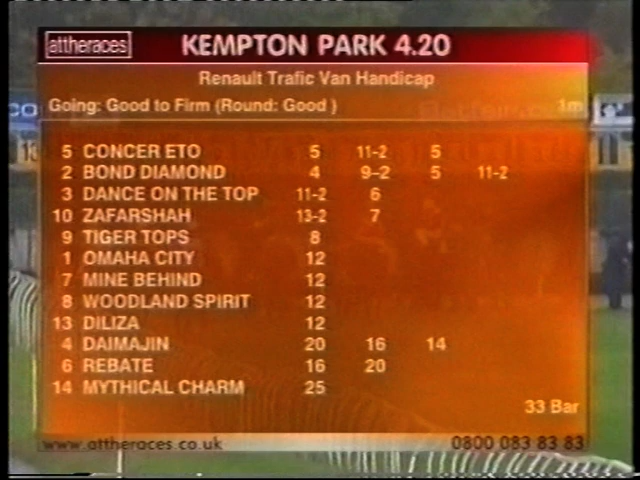 attheraces KEMPTON PARK 4.20
Renault Trafic Van Handicap
Going: Good to Firm (Round: Good ) 1m
5 CONCER ETO 5 11-2 5
2 BOND DIAMOND 4 9-2 5 11-2
3 DANCE ON THE TOP 11-2 6
10 ZAFARSHAH 13-2 7
9 TIGER TOPS 8
1 OMAHA CITY 12
7 MINE BEHIND 12
8 WOODLAND SPIRIT 12
13 DILIZA 12
4 DAIMAJIN 20 16 14
6 REBATE 16 20
14 MYTHICAL CHARM 25
33 Bar
www.attheraces.co.uk 0800 083 83 83